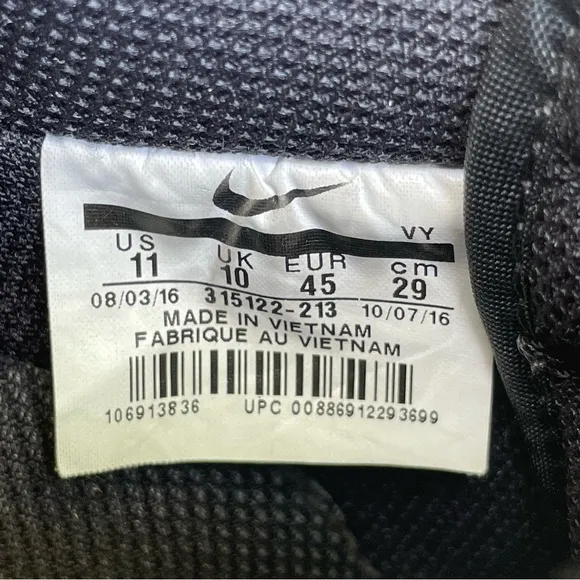 VY
US UK EUR cm
11 10 45 29
08/03/16 315122-213 10/07/16
MADE IN VIETNAM
FABRIQUE AU VIETNAM
106913836 UPC 00886912293699